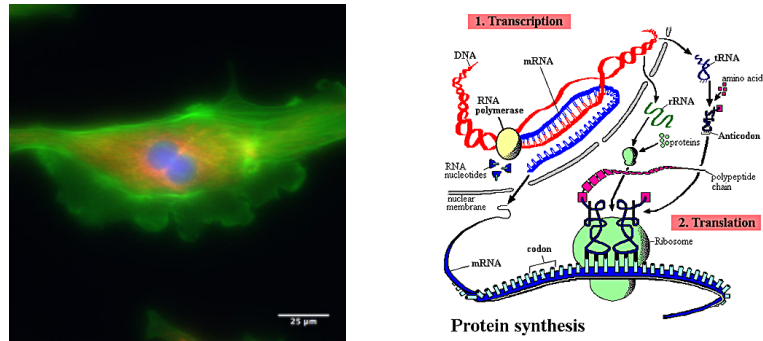 25 µm
1. Transcription
DNA
mRNA
RNA
polymerase
RNA
nucleotides
nuclear
membrane
tRNA
amino acid
rRNA
Anticodon
proteins
polypeptide
chain
2. Translation
Ribosome
codon
mRNA
Protein synthesis